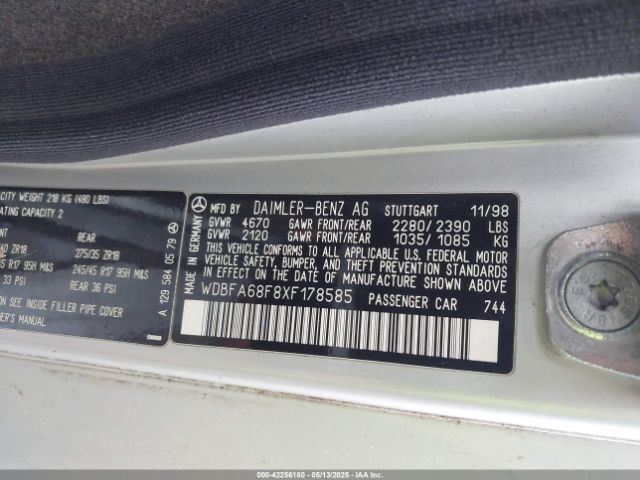 CITY WEIGHT 218 KG (480 LBS)
ATING CAPACITY 2
NT REAR
40 ZR18 275/35 ZR18
5 R17 95H M&S 245/45 R17 95H M&S
33 PSI BEFORE 36 PSI
ION SEE INSIDE FILLER PIPE COVER
NER'S MANUAL
A 129 584 05 79
MADE IN GERMANY
MFD BY DAIMLER-BENZ AG STUTTGART 11/98
GVWR 4670 GAWR FRONT/REAR 2280/2390 LBS
GVWR 2120 GAWR FRONT/REAR 1035/1085 KG
THIS VEHICLE CONFORMS TO ALL APPLICABLE U.S. FEDERAL MOTOR
VEHICLE SAFETY, BUMPER, AND THEFT PREVENTION STANDARDS
IN EFFECT ON THE DATE OF MANUFACTURE SHOWN ABOVE.
WDBFA68F8XF178585 PASSENGER CAR 744
000-42256180 - 05/13/2025 - IAAI.COM